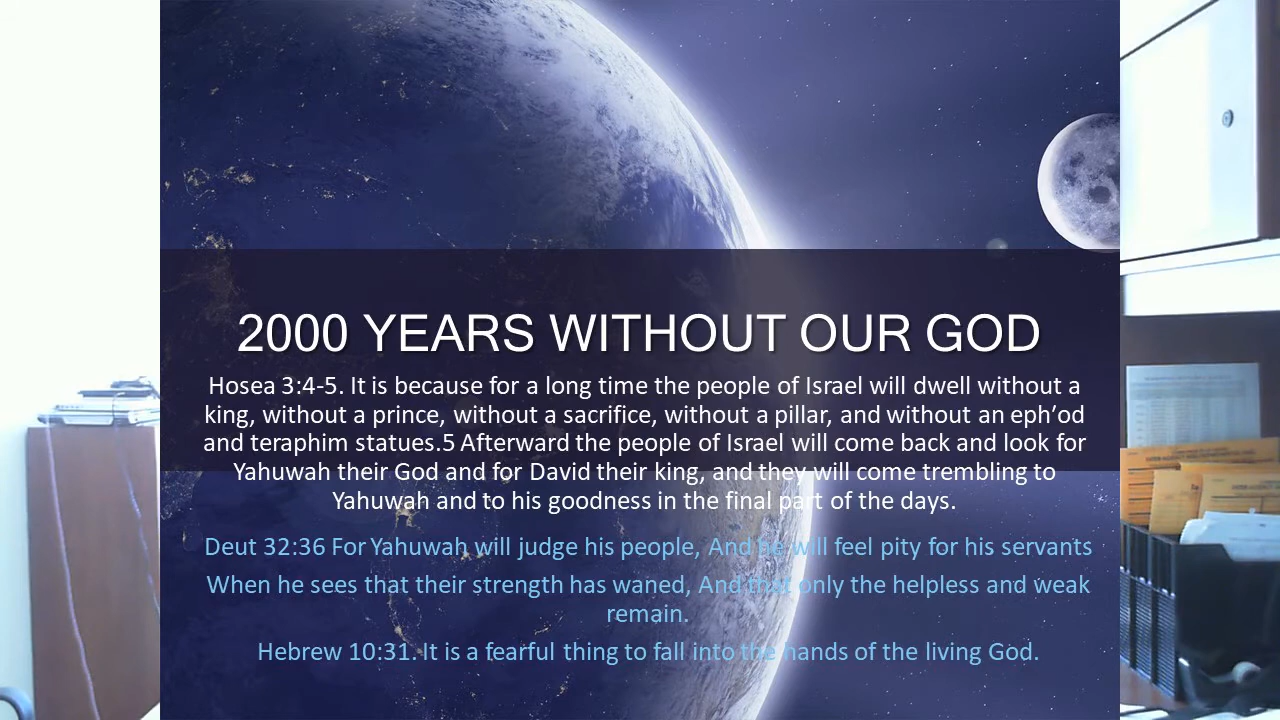 2000 YEARS WITHOUT OUR GOD
Hosea 3:4-5. It is because for a long time the people of Israel will dwell without a
king, without a prince, without a sacrifice, without a pillar, and without an eph′od
and teraphim statues.5 Afterward the people of Israel will come back and look for
Yahuwah their God and for David their king, and they will come trembling to
Yahuwah and to his goodness in the final part of the days.
Deut 32:36 For Yahuwah will judge his people, And he will feel pity for his servants
When he sees that their strength has waned, And that only the helpless and weak
remain.
Hebrew 10:31. It is a fearful thing to fall into the hands of the living God.